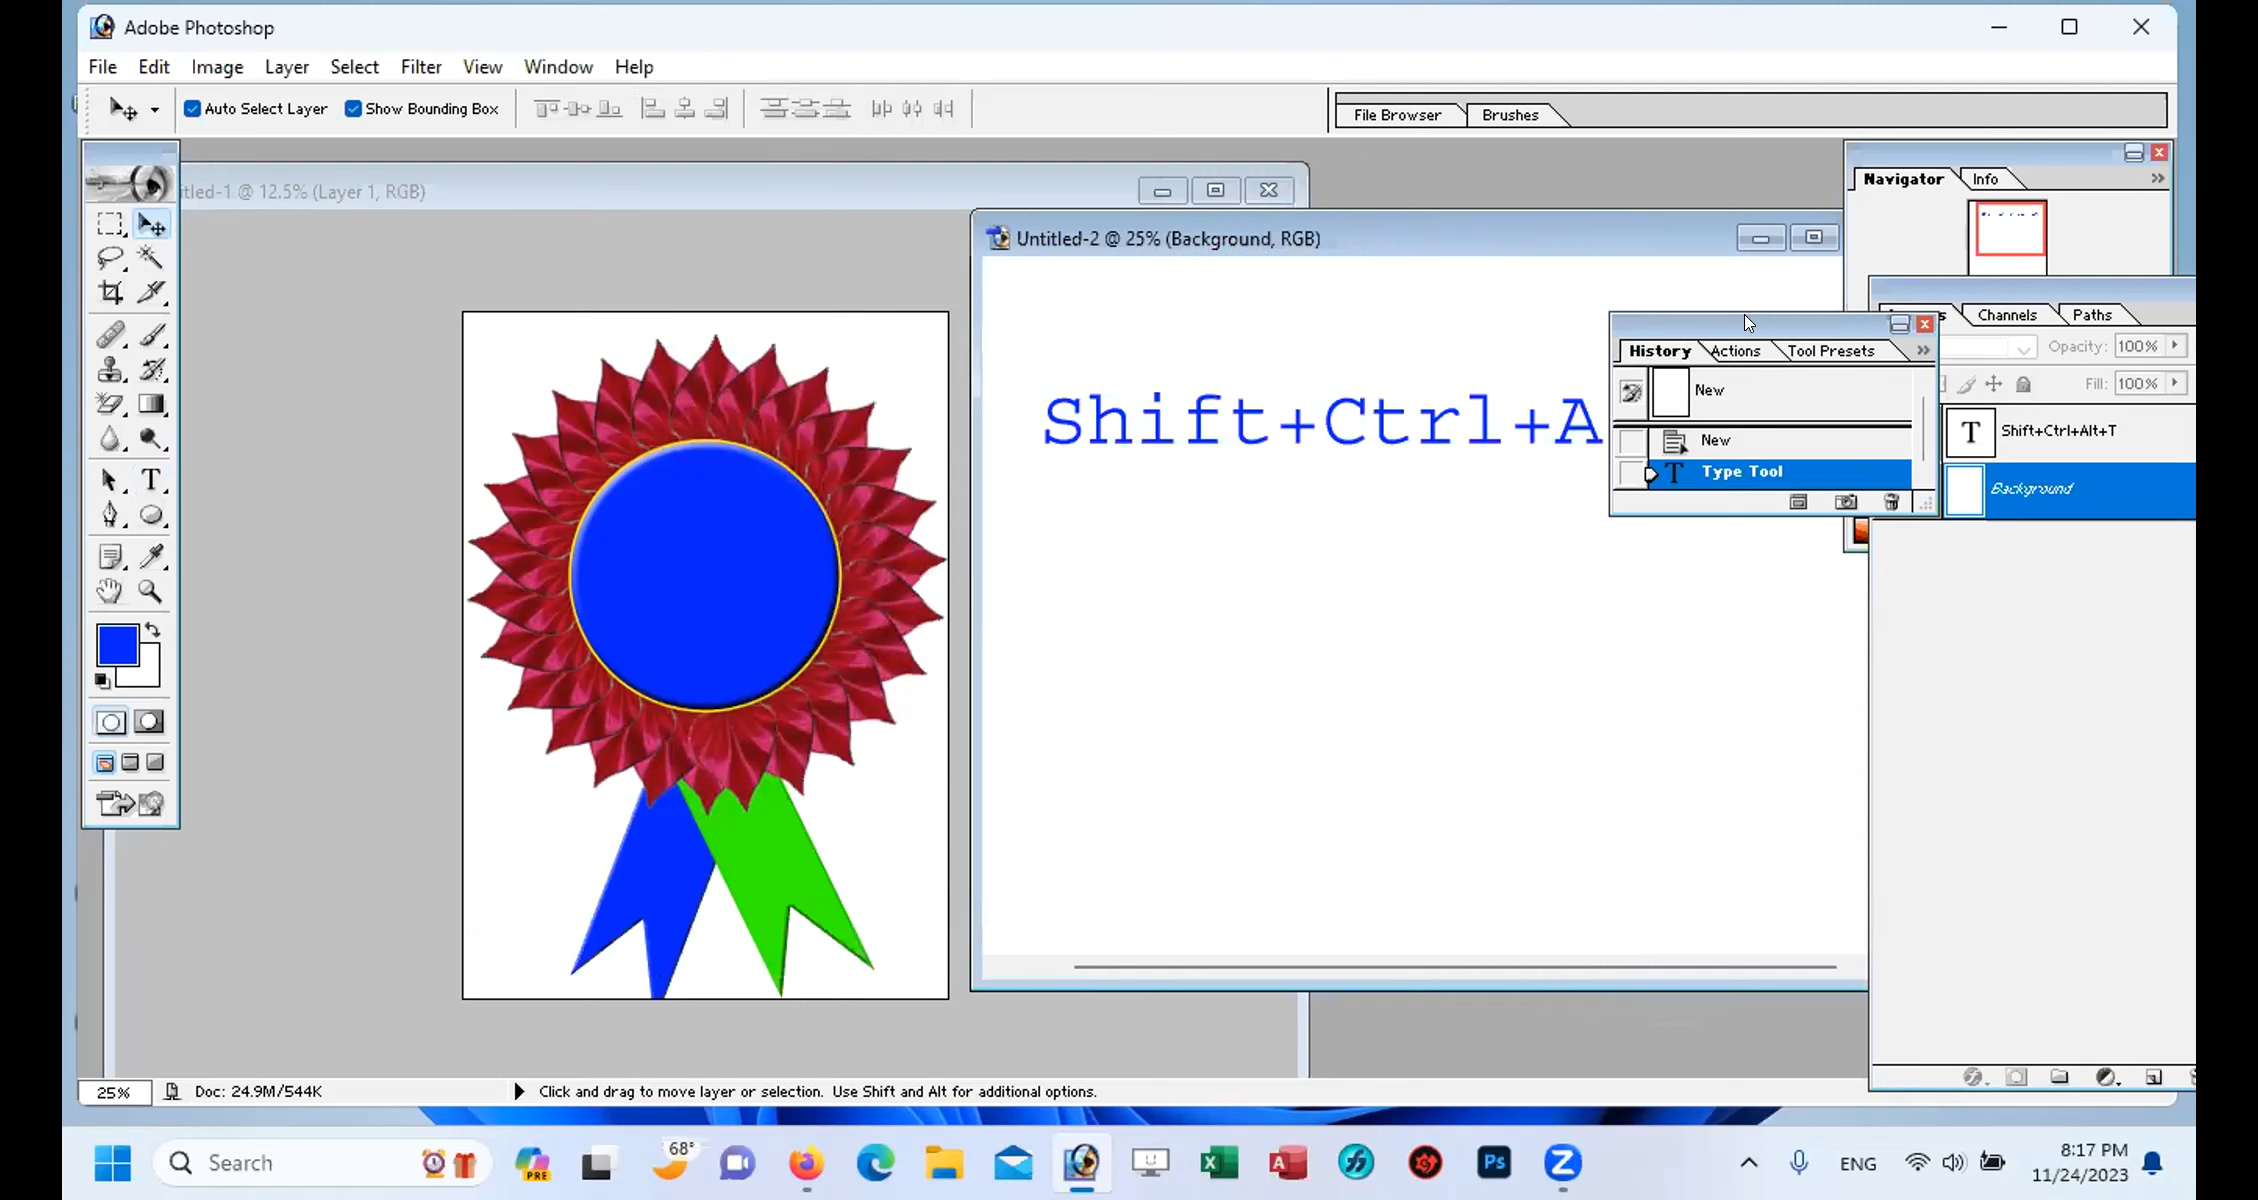 Adobe Photoshop
File Edit Image Layer Select Filter View Window Help
Auto Select Layer Show Bounding Box
File Browser Brushes
Navigator Info
itled-1 @ 12.5% (Layer 1, RGB)
Untitled-2 @ 25% (Background, RGB)
Channels Paths
Opacity: 100%
Fill: 100%
History Actions Tool Presets
New
New
Type Tool
Shift+Ctrl+A
T Shift+Ctrl+Alt+T
Background
25% Doc: 24.9M/544K Click and drag to move layer or selection. Use Shift and Alt for additional options.
Search
PRE
68°
Ps
ENG
8:17 PM
11/24/2023